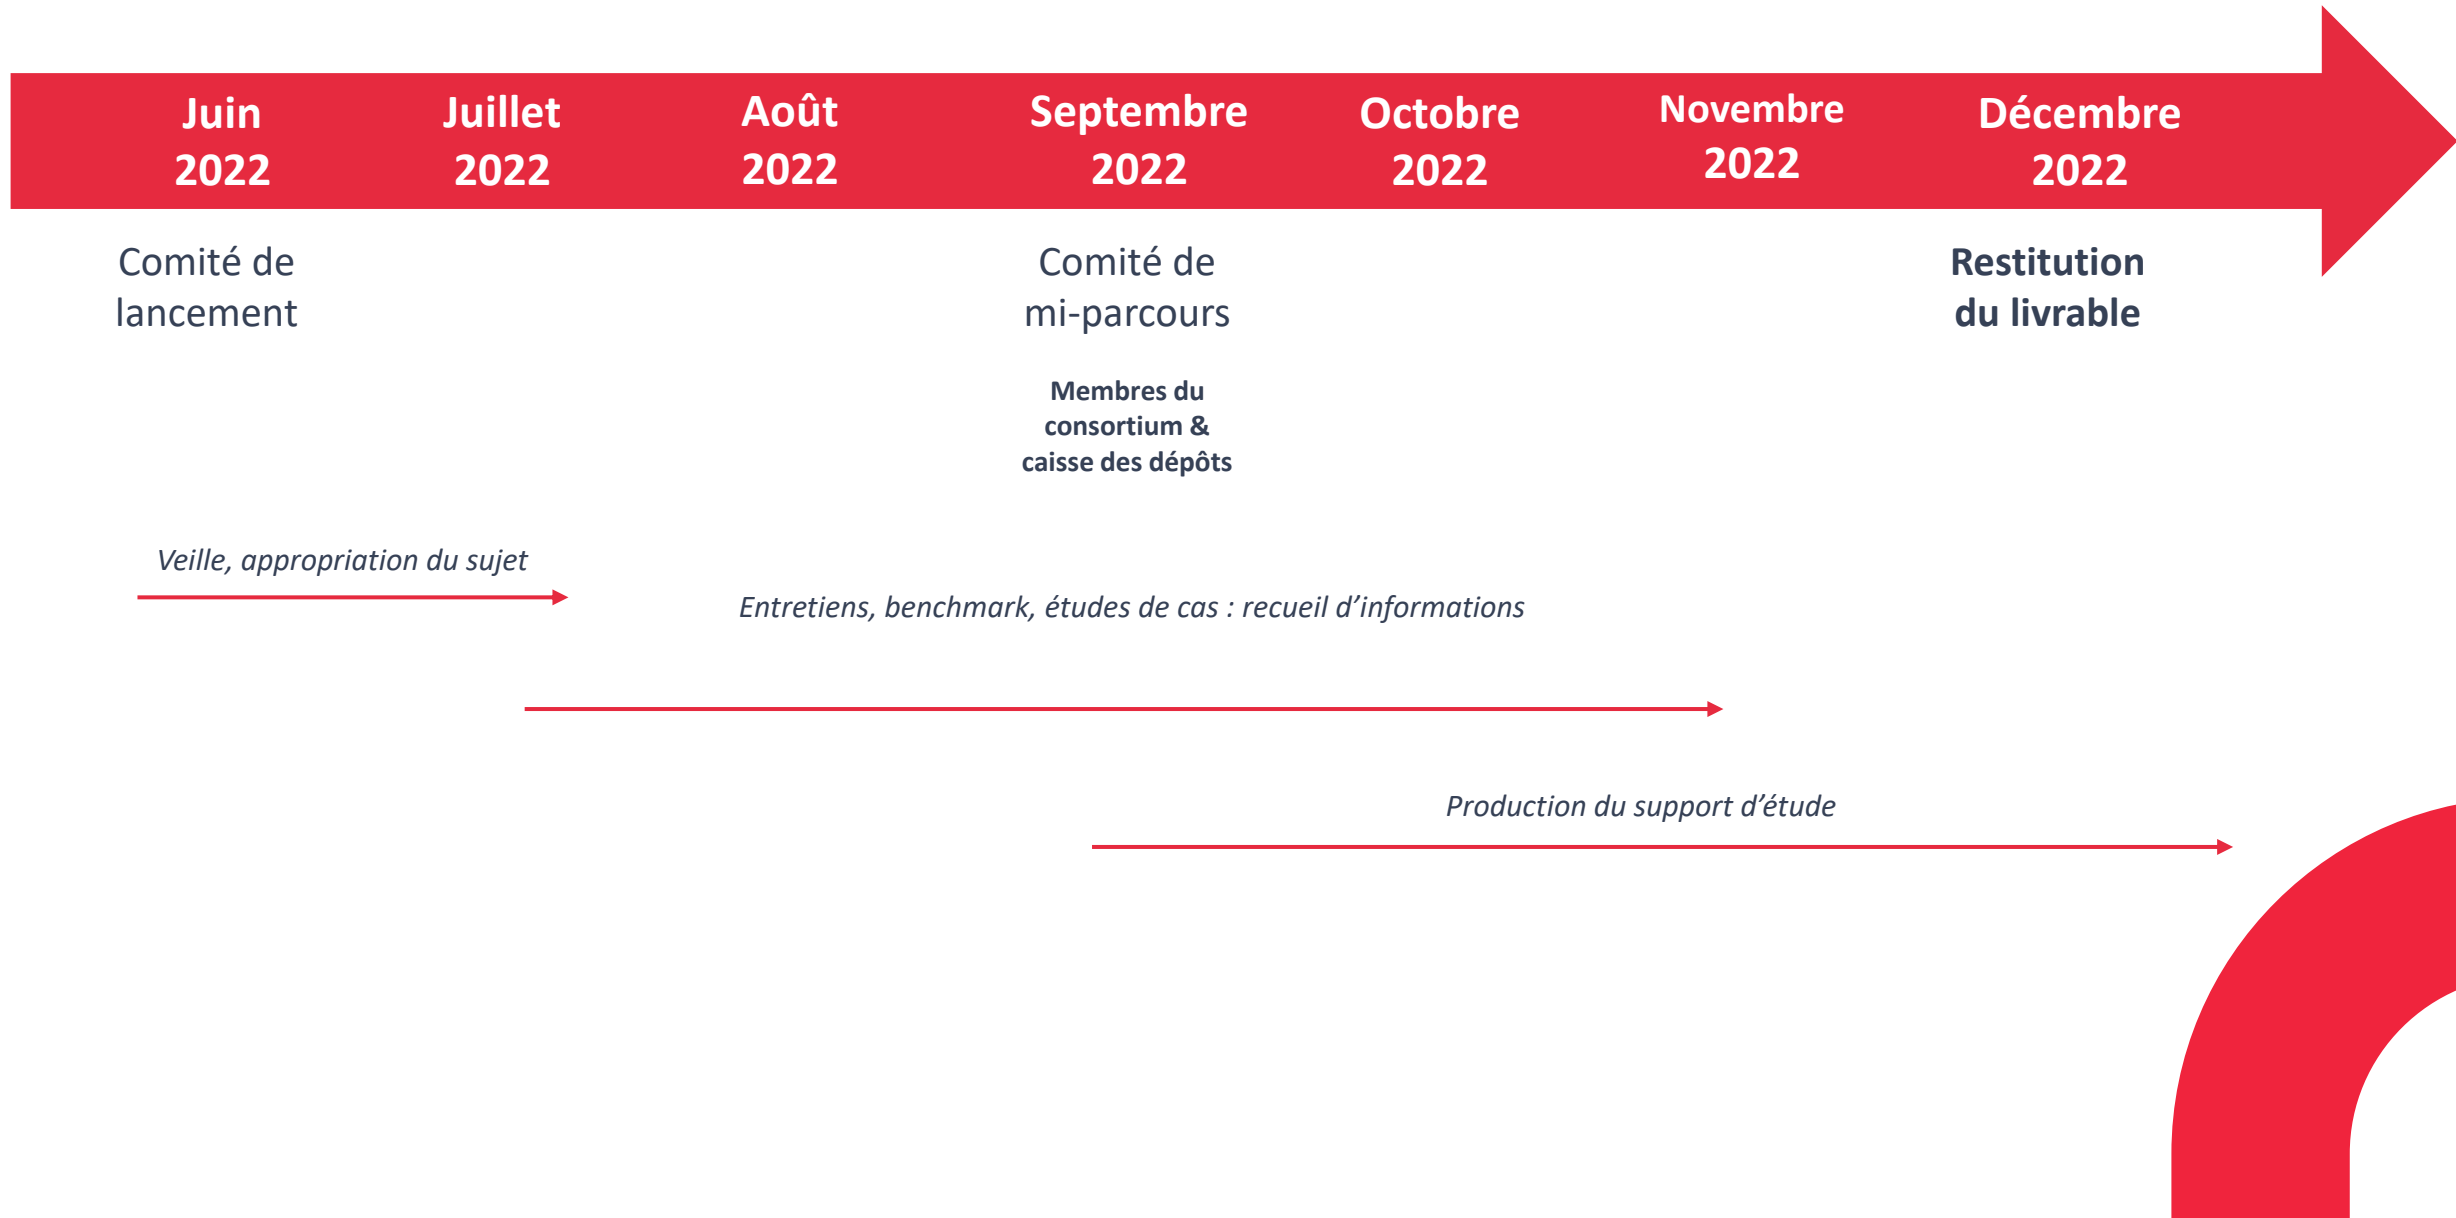 Juin
2022
Juillet
2022
Août
2022
Septembre
2022
Octobre
2022
Novembre
2022
Décembre
2022
Comité de
lancement
Comité de
mi-parcours
Membres du
consortium &
caisse des dépôts
Restitution
du livrable
Veille, appropriation du sujet
Entretiens, benchmark, études de cas : recueil d’informations
Production du support d’étude